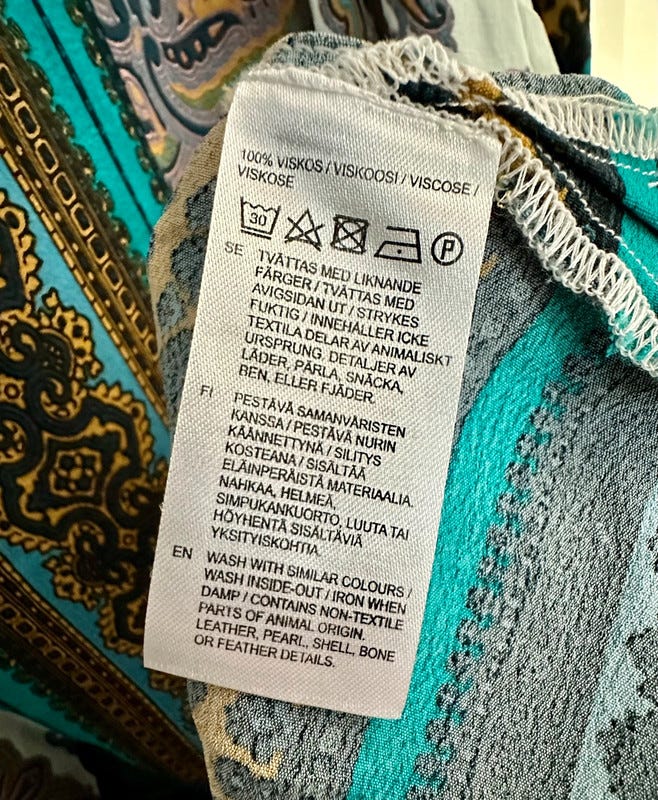 100% VISKOS / VISKOOSI / VISCOSE /
VISKOSE
30 P
SE TVÄTTAS MED LIKNANDE
FÄRGER / TVÄTTAS MED
AVIGSIDAN UT / STRYKES
FUKTIG / INNEHÅLLER ICKE
TEXTILA DELAR AV ANIMALISKT
URSPRUNG. DETALJER AV
LÄDER, PÄRLA, SNÄCKA,
BEN, ELLER FJÄDER.
FI PESTÄVÄ SAMANVÄRISTEN
KANSSA / PESTÄVÄ NURIN
KÄÄNNETTYNÄ / SILITYS
KOSTEANA / SISÄLTÄÄ
ELÄINPERÄISTÄ MATERIAALIA.
NAHKAA, HELMEÄ,
SIMPUKANKUORTO, LUUTA TAI
HÖYHENTÄ SISÄLTÄVIÄ
YKSITYISKOHTIA.
EN WASH WITH SIMILAR COLOURS /
WASH INSIDE-OUT / IRON WHEN
DAMP / CONTAINS NON-TEXTILE
PARTS OF ANIMAL ORIGIN.
LEATHER, PEARL, SHELL, BONE
OR FEATHER DETAILS.